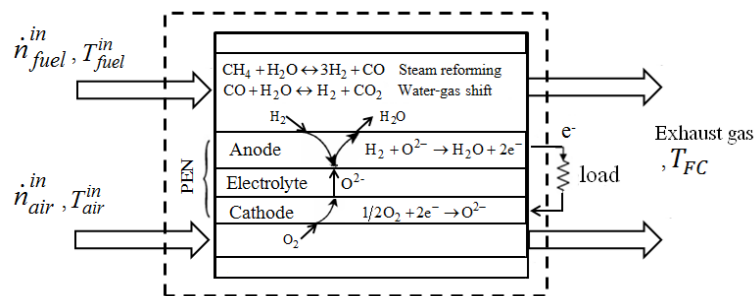 ṅ_fuel^in , T_fuel^in
CH₄ + H₂O ↔ 3H₂ + CO Steam reforming
CO + H₂O ↔ H₂ + CO₂ Water-gas shift
H₂ H₂O
Anode H₂ + O²⁻ → H₂O + 2e⁻
e⁻
Exhaust gas
, T_FC
load
PEN
Electrolyte O²⁻
Cathode 1/2O₂ + 2e⁻ → O²⁻
ṅ_air^in , T_air^in
O₂